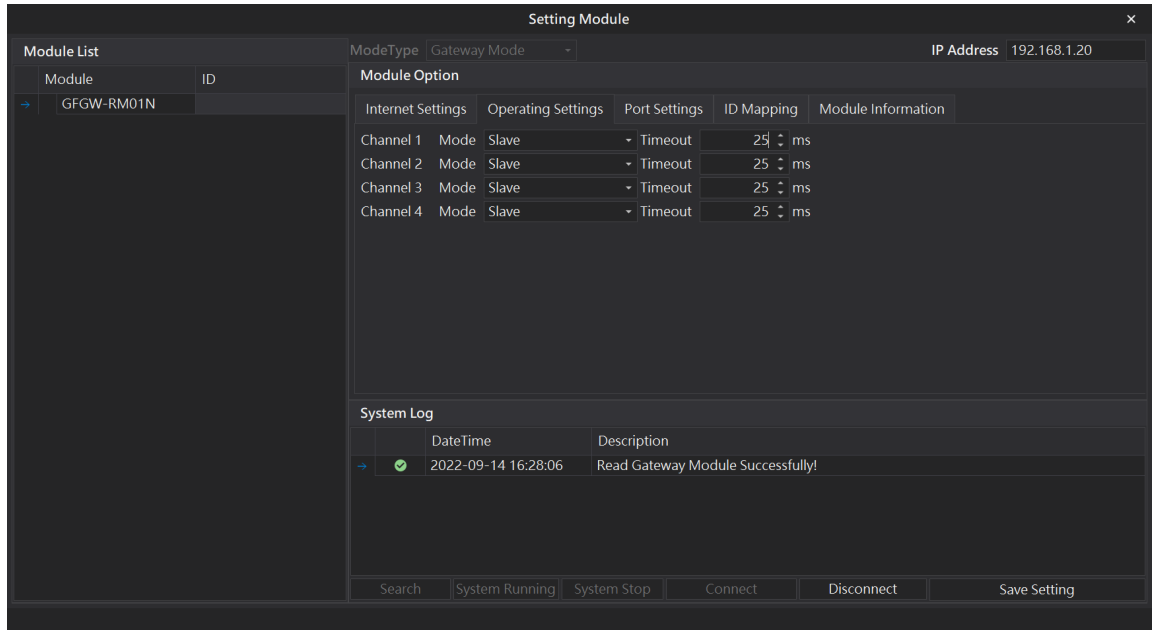 Setting Module ×
Module List
Module ID
GFGW-RM01N
ModeType Gateway Mode IP Address 192.168.1.20
Module Option
Internet Settings Operating Settings Port Settings ID Mapping Module Information
Channel 1 Mode Slave Timeout 25 ms
Channel 2 Mode Slave Timeout 25 ms
Channel 3 Mode Slave Timeout 25 ms
Channel 4 Mode Slave Timeout 25 ms
System Log
DateTime Description
2022-09-14 16:28:06 Read Gateway Module Successfully!
Search System Running System Stop Connect Disconnect Save Setting